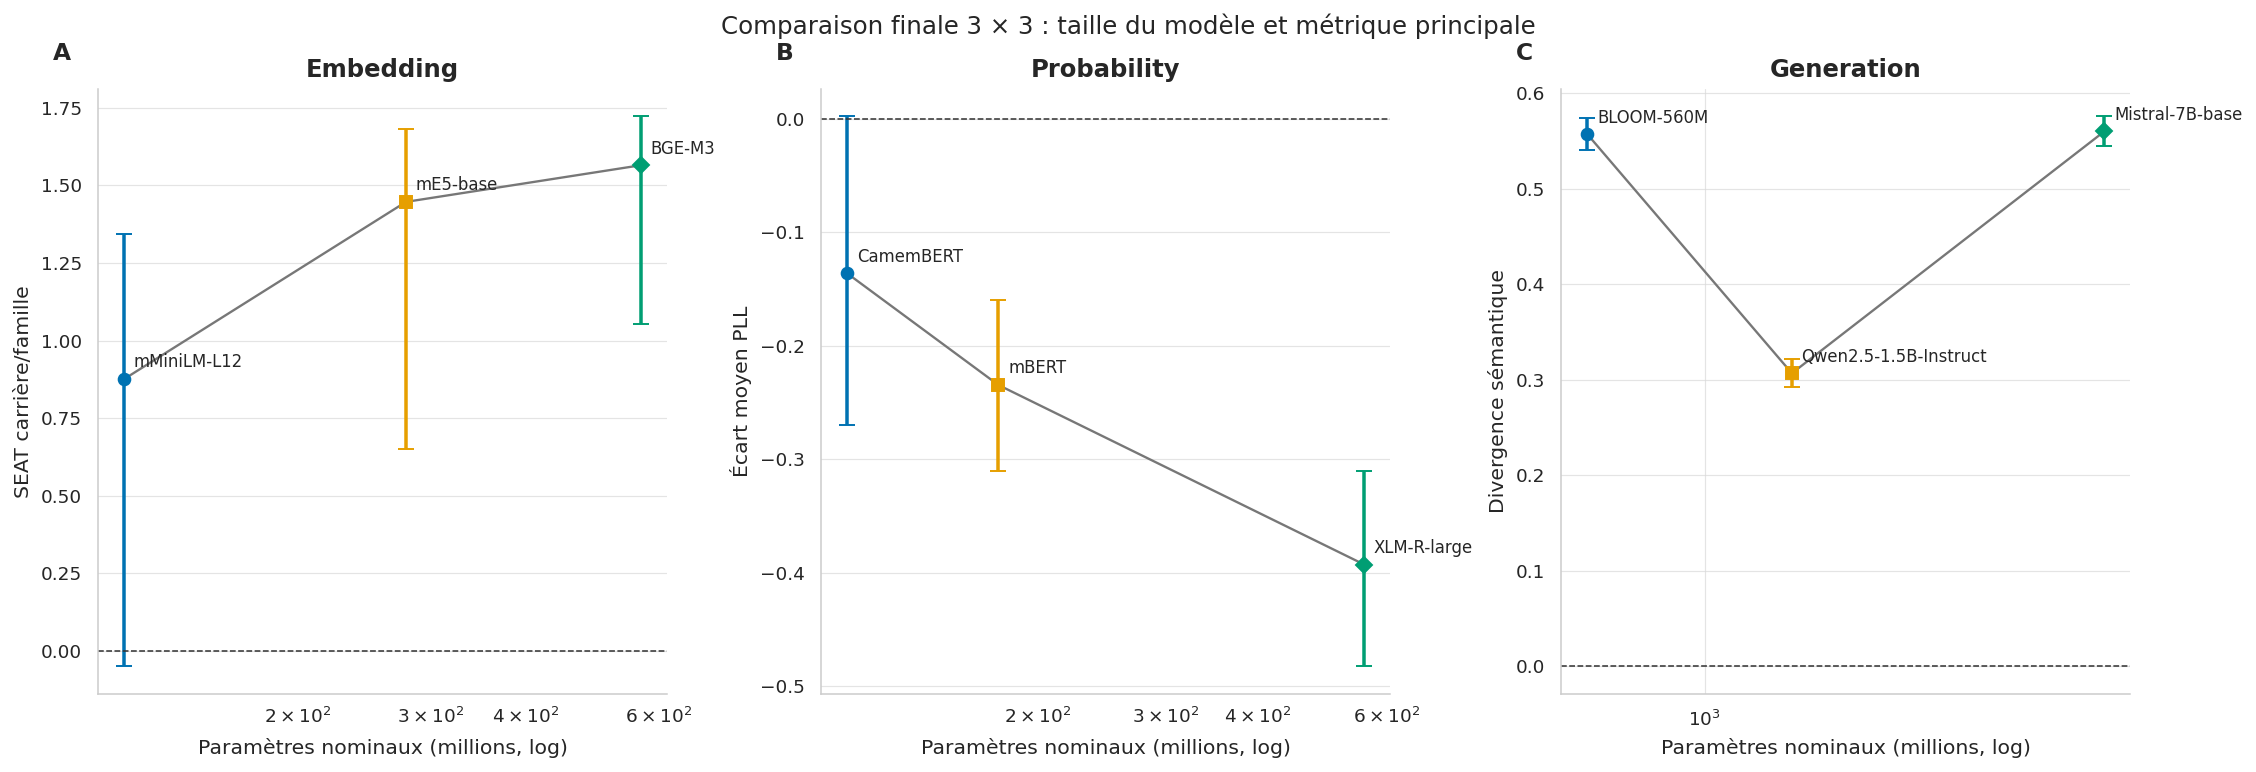 Comparaison finale 3 × 3 : taille du modèle et métrique principale
A
Embedding
SEAT carrière/famille
1.75
1.50
1.25
1.00
0.75
0.50
0.25
0.00
mMiniLM-L12
mE5-base
BGE-M3
2 × 10²
3 × 10²
4 × 10²
6 × 10²
Paramètres nominaux (millions, log)
B
Probability
Écart moyen PLL
0.0
−0.1
−0.2
−0.3
−0.4
−0.5
CamemBERT
mBERT
XLM-R-large
2 × 10²
3 × 10²
4 × 10²
6 × 10²
Paramètres nominaux (millions, log)
C
Generation
Divergence sémantique
0.6
0.5
0.4
0.3
0.2
0.1
0.0
BLOOM-560M
Qwen2.5-1.5B-Instruct
Mistral-7B-base
10³
Paramètres nominaux (millions, log)